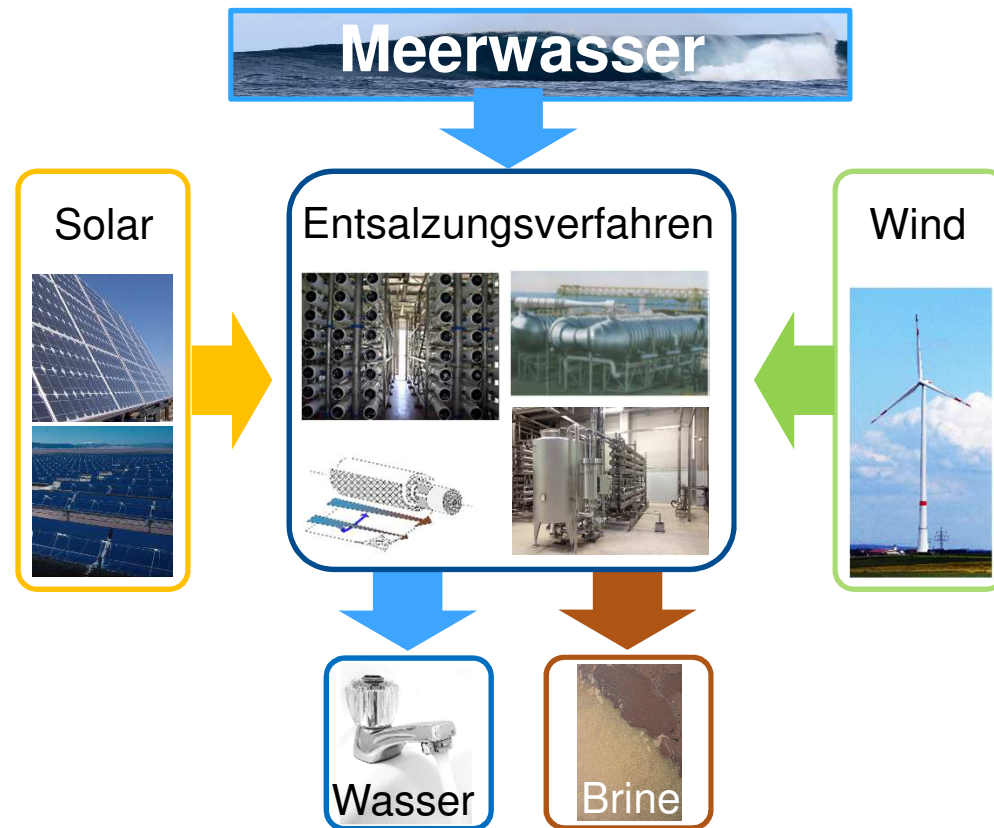 Meerwasser
Solar
Entsalzungsverfahren
Wind
Wasser
Brine